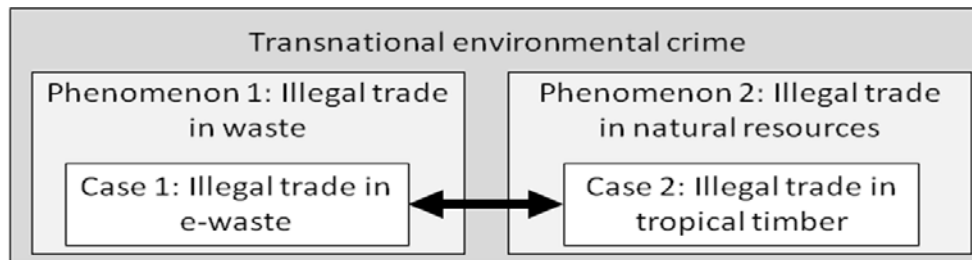 Transnational environmental crime
Phenomenon 1: Illegal trade
in waste
Case 1: Illegal trade in
e-waste
Phenomenon 2: Illegal trade
in natural resources
Case 2: Illegal trade in
tropical timber